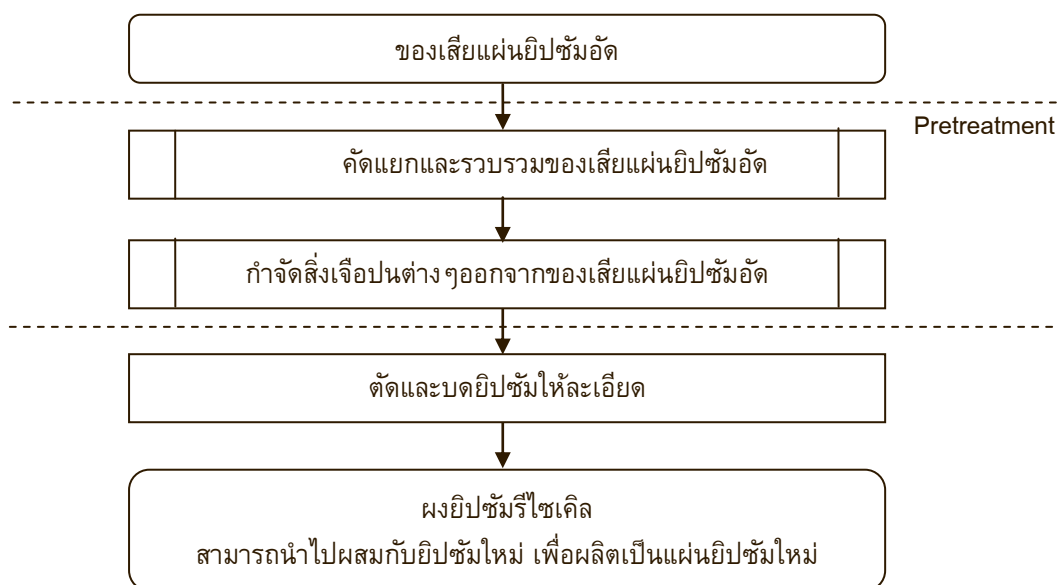 ของเสียแผ่นยิปซัมอัด
Pretreatment
คัดแยกและรวบรวมของเสียแผ่นยิปซัมอัด
กำจัดสิ่งเจือปนต่างๆออกจากของเสียแผ่นยิปซัมอัด
ตัดและบดยิปซัมให้ละเอียด
ผงยิปซัมรีไซเคิล
สามารถนำไปผสมกับยิปซัมใหม่ เพื่อผลิตเป็นแผ่นยิปซัมใหม่